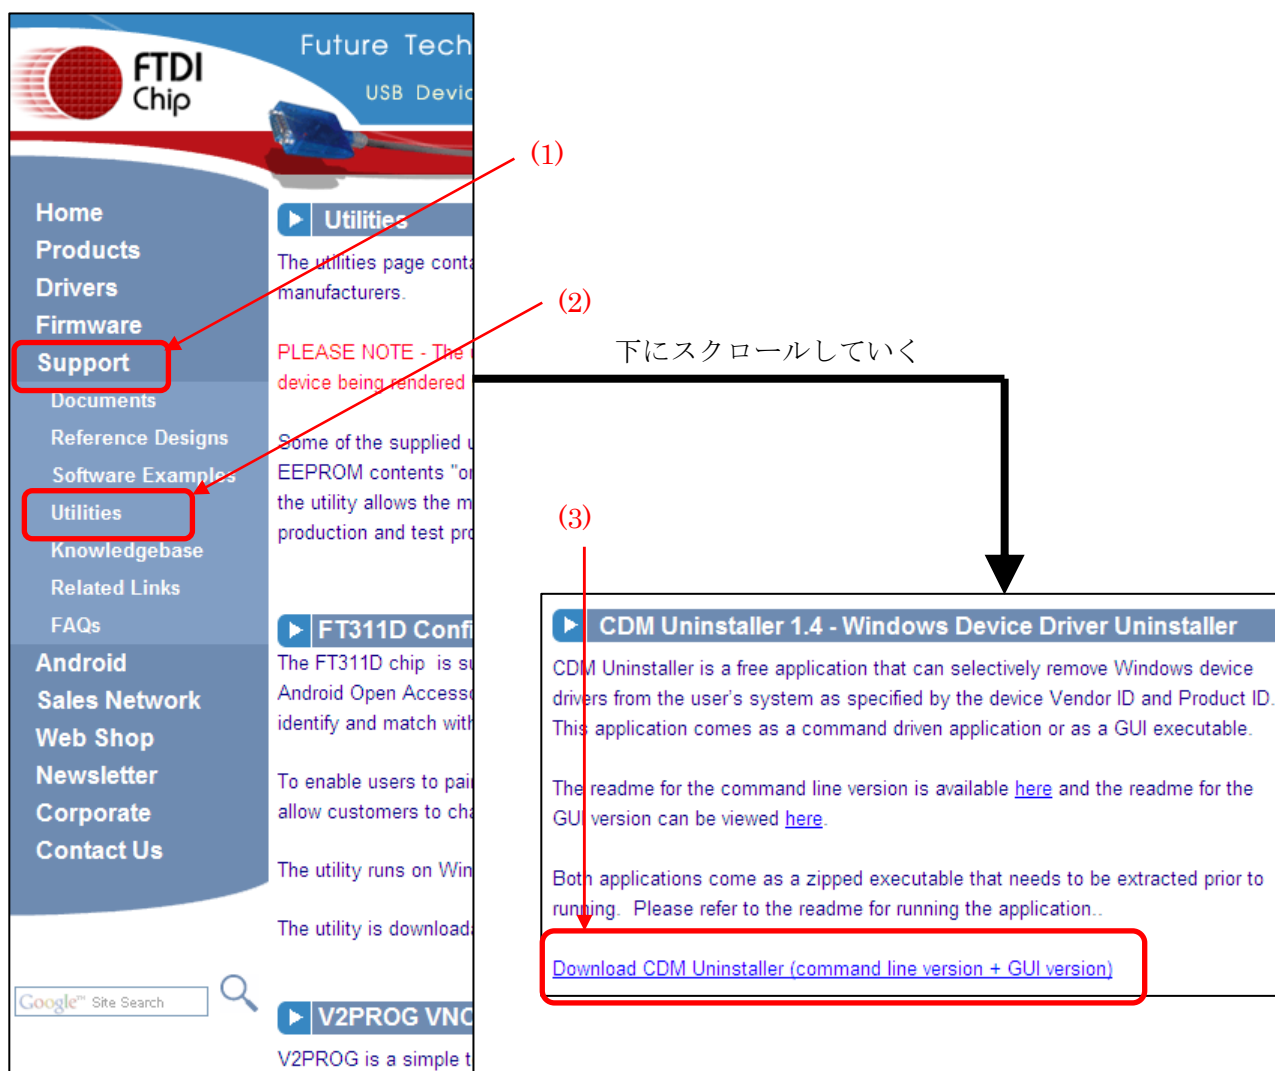 FTDI
Chip
Future Tech
USB Devic
(1)
Home
Products
Drivers
Firmware
Support
Documents
Reference Designs
Software Examples
Utilities
Knowledgebase
Related Links
FAQs
Android
Sales Network
Web Shop
Newsletter
Corporate
Contact Us
Google™ Site Search
Utilities
The utilities page conta
manufacturers.
PLEASE NOTE - The
device being rendered
Some of the supplied u
EEPROM contents "or
the utility allows the m
production and test pro
FT311D Confi
The FT311D chip is su
Android Open Accesso
identify and match with
To enable users to pai
allow customers to cha
The utility runs on Win
The utility is download
V2PROG VNC
V2PROG is a simple t
(2)
下にスクロールしていく
(3)
CDM Uninstaller 1.4 - Windows Device Driver Uninstaller
CDM Uninstaller is a free application that can selectively remove Windows device
drivers from the user's system as specified by the device Vendor ID and Product ID.
This application comes as a command driven application or as a GUI executable.
The readme for the command line version is available here and the readme for the
GUI version can be viewed here.
Both applications come as a zipped executable that needs to be extracted prior to
running. Please refer to the readme for running the application..
Download CDM Uninstaller (command line version + GUI version)